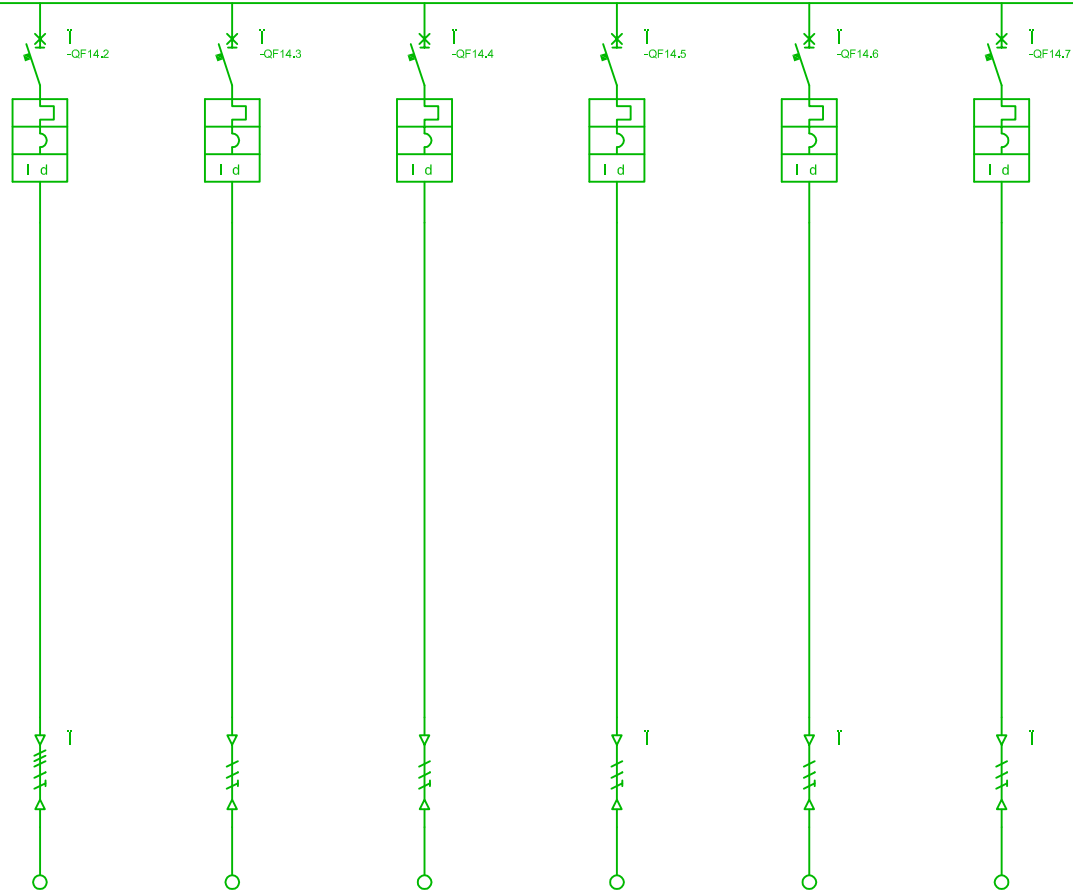 Ï Ï Ï Ï Ï Ï
-QF14.2 -QF14.3 -QF14.4 -QF14.5 -QF14.6 -QF14.7
I d I d I d I d I d I d
Ï Ï Ï Ï